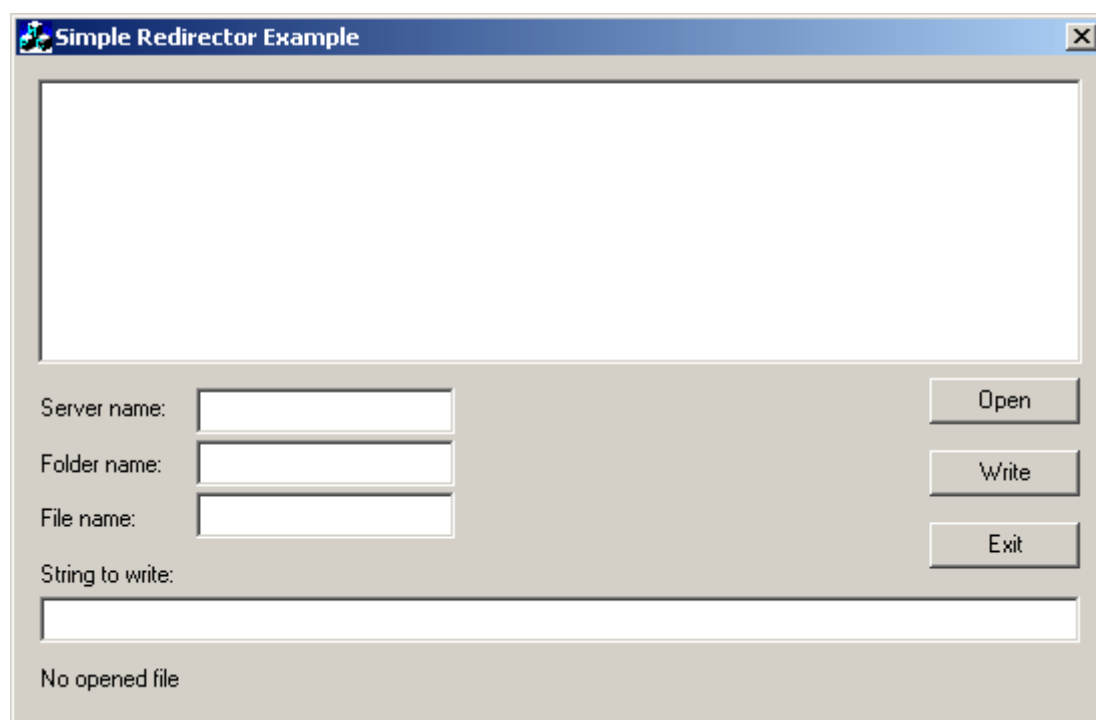 Simple Redirector Example
Server name:
Open
Folder name:
Write
File name:
Exit
String to write:
No opened file